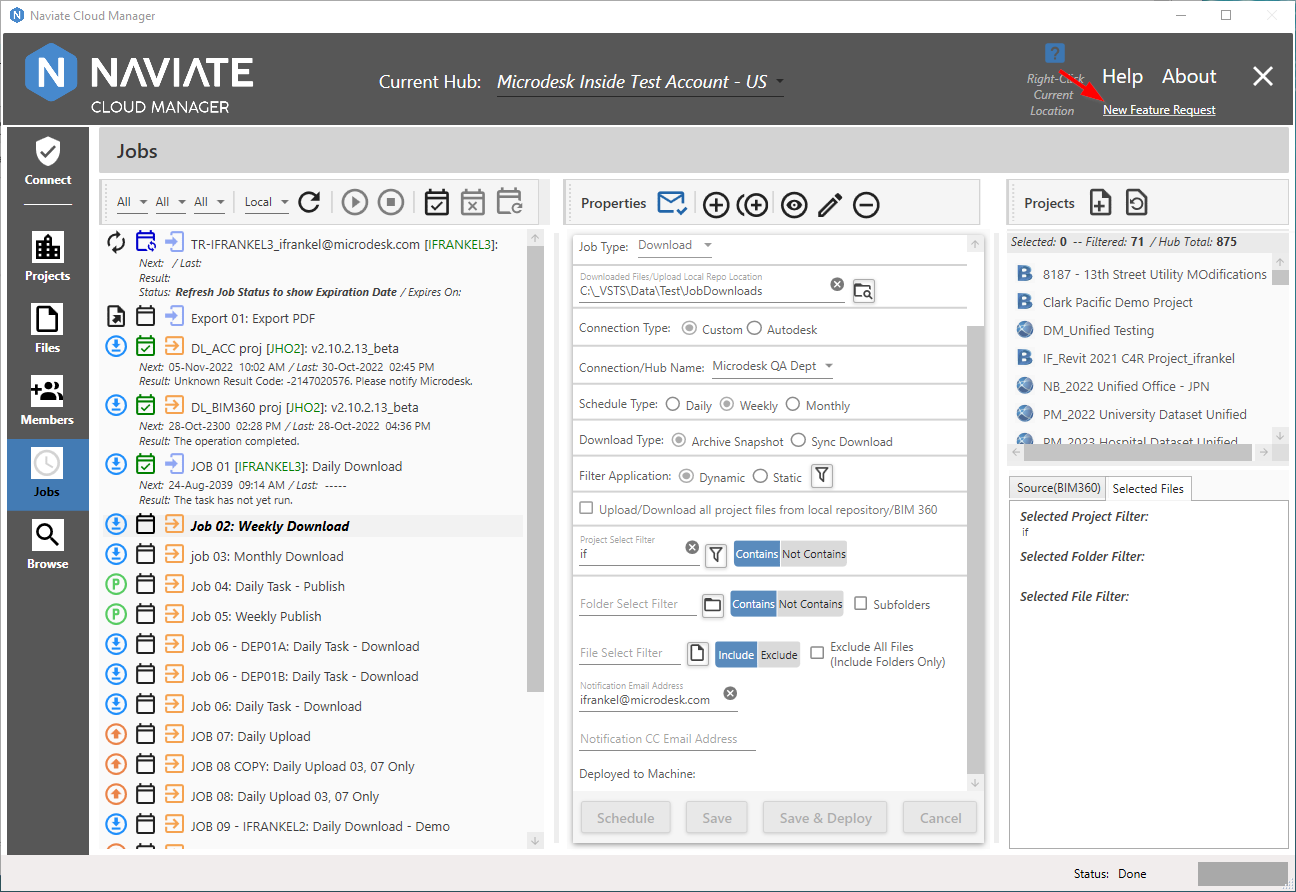 Naviate Cloud Manager
N NAVIATE
CLOUD MANAGER
Current Hub: Microdesk Inside Test Account - US
?
Right-Click
Current
Location
Help About
New Feature Request
Connect
Projects
Files
Members
Jobs
Browse
Jobs
All All All Local
TR-IFRANKEL3_ifrankel@microdesk.com [IFRANKEL3]:
Next: / Last:
Result:
Status: Refresh Job Status to show Expiration Date / Expires On:
Export 01: Export PDF
DL_ACC proj [JHO2]: v2.10.2.13_beta
Next: 05-Nov-2022 10:02 AM / Last: 30-Oct-2022 02:45 PM
Result: Unknown Result Code: -2147020576. Please notify Microdesk.
DL_BIM360 proj [JHO2]: v2.10.2.13_beta
Next: 28-Oct-2300 02:28 PM / Last: 28-Oct-2022 04:36 PM
Result: The operation completed.
JOB 01 [IFRANKEL3]: Daily Download
Next: 24-Aug-2039 09:14 AM / Last: -----
Result: The task has not yet run.
Job 02: Weekly Download
job 03: Monthly Download
P Job 04: Daily Task - Publish
P Job 05: Weekly Publish
Job 06 - DEP01A: Daily Task - Download
Job 06 - DEP01B: Daily Task - Download
Job 06: Daily Task - Download
JOB 07: Daily Upload
JOB 08 COPY: Daily Upload 03, 07 Only
JOB 08: Daily Upload 03, 07 Only
JOB 09 - IFRANKEL2: Daily Download - Demo
Properties
Job Type: Download
Downloaded Files/Upload Local Repo Location
C:\_VSTS\Data\Test\JobDownloads
Connection Type: Custom Autodesk
Connection/Hub Name: Microdesk QA Dept
Schedule Type: Daily Weekly Monthly
Download Type: Archive Snapshot Sync Download
Filter Application: Dynamic Static
Upload/Download all project files from local repository/BIM 360
Project Select Filter
if Contains Not Contains
Folder Select Filter Contains Not Contains Subfolders
File Select Filter Include Exclude Exclude All Files
(Include Folders Only)
Notification Email Address
ifrankel@microdesk.com
Notification CC Email Address
Deployed to Machine:
Schedule Save Save & Deploy Cancel
Projects
Selected: 0 -- Filtered: 71 / Hub Total: 875
B 8187 - 13th Street Utility MOdifications
B Clark Pacific Demo Project
DM_Unified Testing
B IF_Revit 2021 C4R Project_ifrankel
NB_2022 Unified Office - JPN
PM_2022 University Dataset Unified
PM_2023 Hospital Dataset Unified
Source(BIM360) Selected Files
Selected Project Filter:
if
Selected Folder Filter:
Selected File Filter:
Status: Done